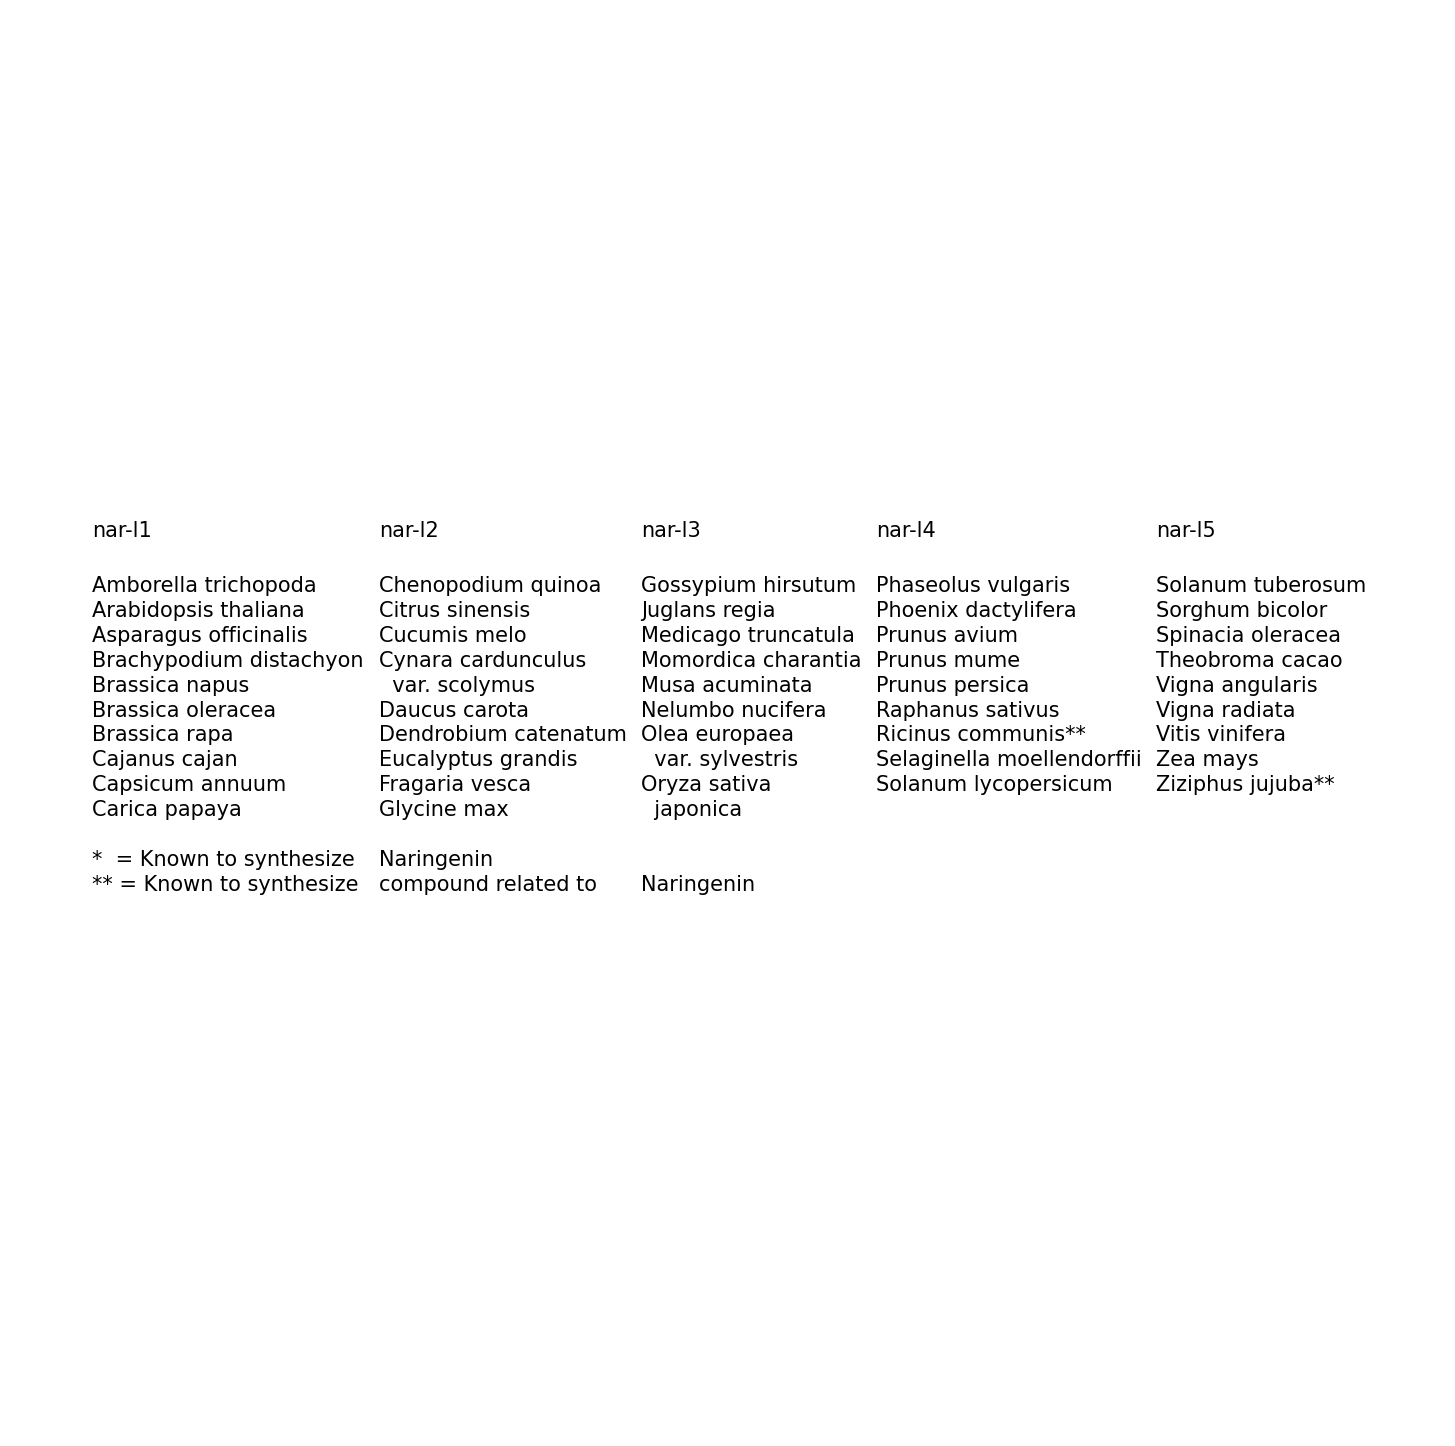 nar-l1 nar-l2 nar-l3 nar-l4 nar-l5
Amborella trichopoda Chenopodium quinoa Gossypium hirsutum Phaseolus vulgaris Solanum tuberosum
Arabidopsis thaliana Citrus sinensis Juglans regia Phoenix dactylifera Sorghum bicolor
Asparagus officinalis Cucumis melo Medicago truncatula Prunus avium Spinacia oleracea
Brachypodium distachyon Cynara cardunculus Momordica charantia Prunus mume Theobroma cacao
Brassica napus var. scolymus Musa acuminata Prunus persica Vigna angularis
Brassica oleracea Daucus carota Nelumbo nucifera Raphanus sativus Vigna radiata
Brassica rapa Dendrobium catenatum Olea europaea Ricinus communis** Vitis vinifera
Cajanus cajan Eucalyptus grandis var. sylvestris Selaginella moellendorffii Zea mays
Capsicum annuum Fragaria vesca Oryza sativa Solanum lycopersicum Ziziphus jujuba**
Carica papaya Glycine max japonica
* = Known to synthesize Naringenin
** = Known to synthesize compound related to Naringenin